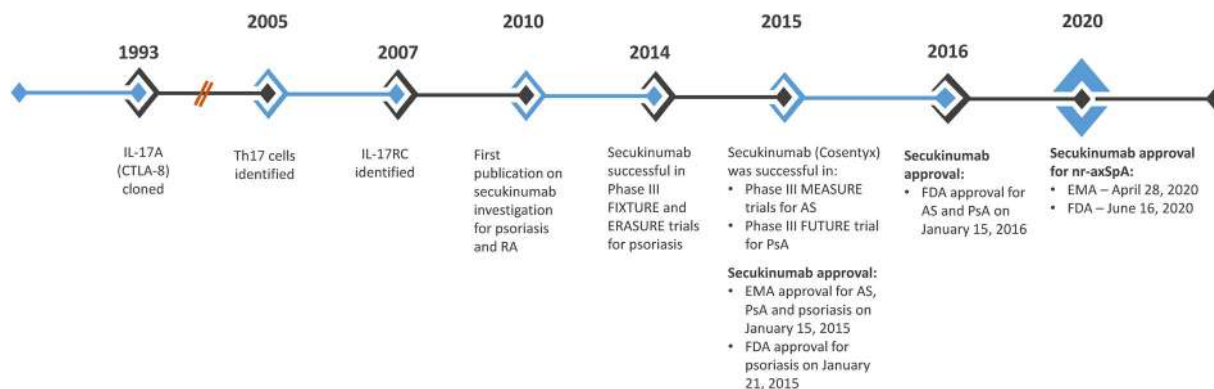 1993
IL-17A
(CTLA-8)
cloned
2005
Th17 cells
identified
2007
IL-17RC
identified
2010
First
publication on
secukinumab
investigation
for psoriasis
and RA
2014
Secukinumab
successful in
Phase III
FIXTURE and
ERASURE trials
for psoriasis
2015
Secukinumab (Cosentyx)
was successful in:
• Phase III MEASURE
trials for AS
• Phase III FUTURE trial
for PsA
Secukinumab approval:
• EMA approval for AS,
PsA and psoriasis on
January 15, 2015
• FDA approval for
psoriasis on January
21, 2015
2016
Secukinumab
approval:
• FDA approval for
AS and PsA on
January 15, 2016
2020
Secukinumab approval
for nr-axSpA:
• EMA – April 28, 2020
• FDA – June 16, 2020